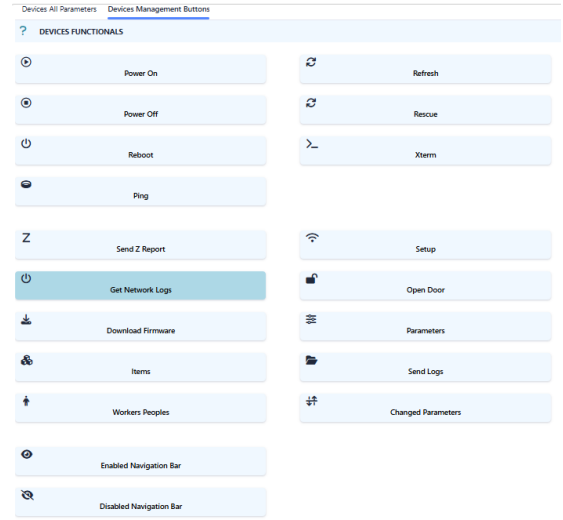 Devices All Parameters Devices Management Buttons
? DEVICES FUNCTIONALS
Power On Refresh
Power Off Rescue
Reboot Xterm
Ping
Send Z Report Setup
Get Network Logs Open Door
Download Firmware Parameters
Items Send Logs
Workers Peoples Changed Parameters
Enabled Navigation Bar
Disabled Navigation Bar